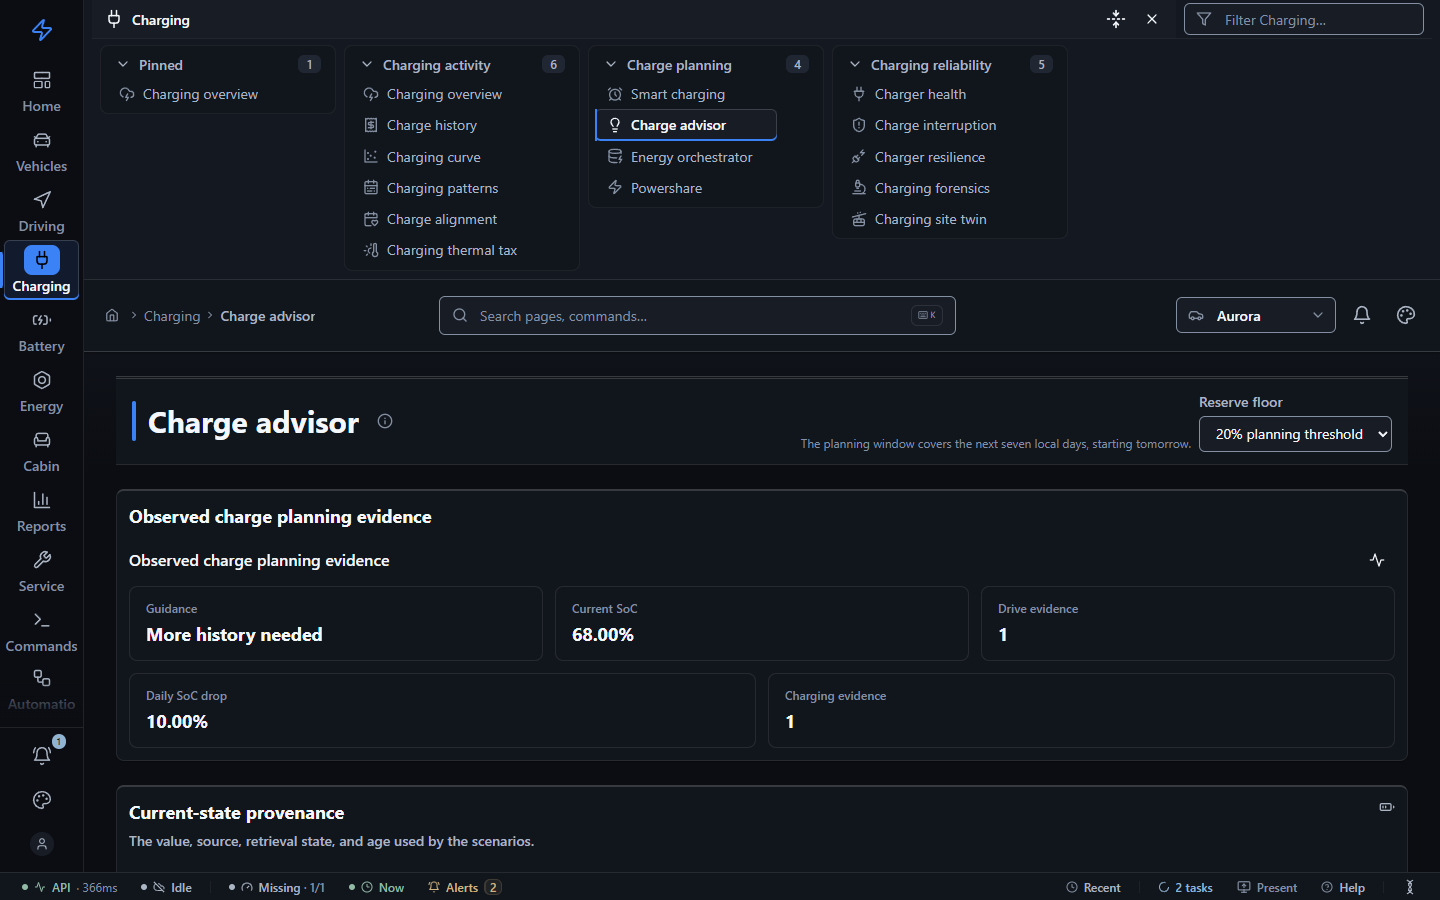 Home
Vehicles
Driving
Charging
Battery
Energy
Cabin
Reports
Service
Commands
Automatio
1
Charging
Filter Charging...
Pinned 1
Charging overview
Charging activity 6
Charging overview
Charge history
Charging curve
Charging patterns
Charge alignment
Charging thermal tax
Charge planning 4
Smart charging
Charge advisor
Energy orchestrator
Powershare
Charging reliability 5
Charger health
Charge interruption
Charger resilience
Charging forensics
Charging site twin
Charging Charge advisor
Search pages, commands... K
Aurora
Charge advisor
Reserve floor
The planning window covers the next seven local days, starting tomorrow.
20% planning threshold
Observed charge planning evidence
Observed charge planning evidence
Guidance
More history needed
Current SoC
68.00%
Drive evidence
1
Daily SoC drop
10.00%
Charging evidence
1
Current-state provenance
The value, source, retrieval state, and age used by the scenarios.
API · 366ms Idle Missing · 1/1 Now Alerts 2 Recent 2 tasks Present Help